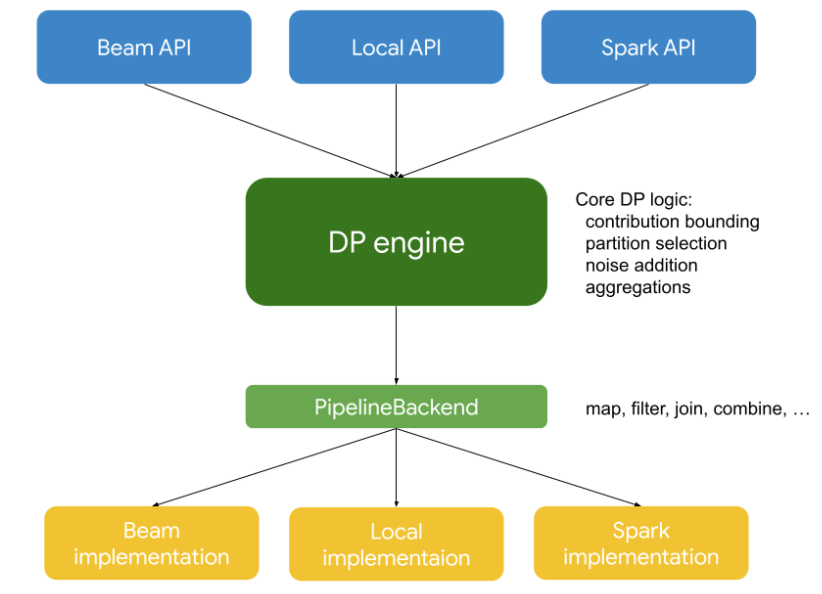 Beam API
Local API
Spark API
DP engine
Core DP logic:
contribution bounding
partition selection
noise addition
aggregations
PipelineBackend
map, filter, join, combine, …
Beam
implementation
Local
implementaion
Spark
implementation